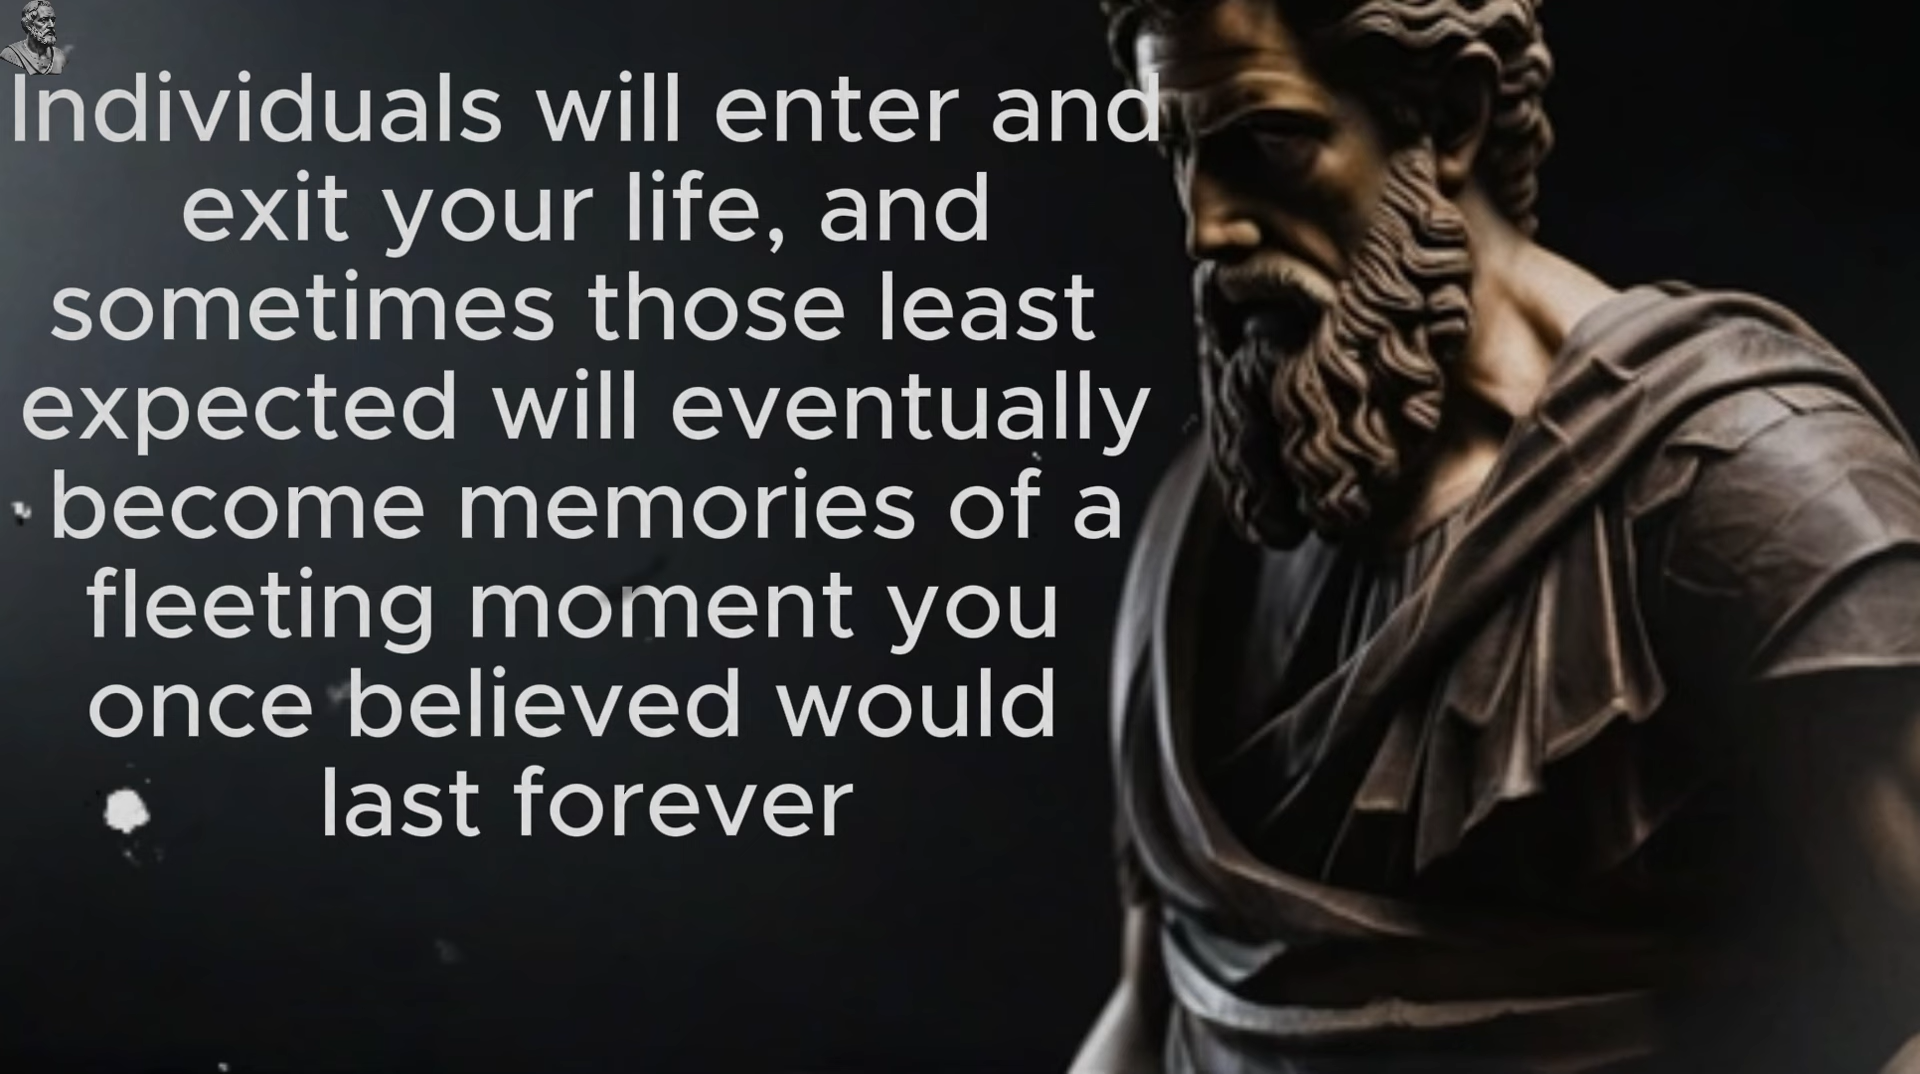 Individuals will enter and
exit your life, and
sometimes those least
expected will eventually
become memories of a
fleeting moment you
once believed would
last forever